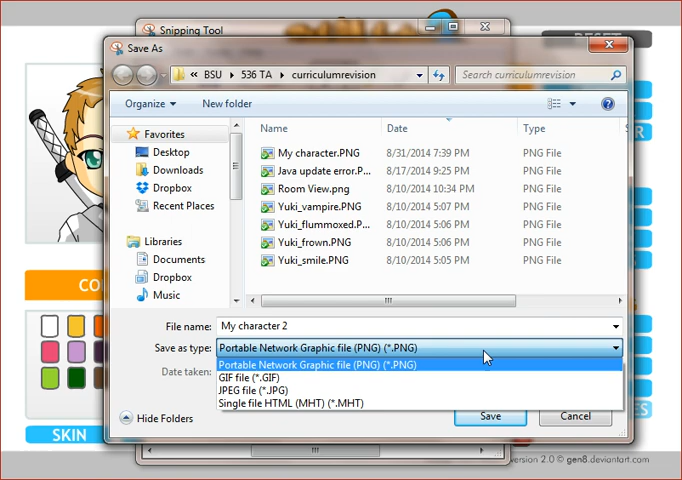 Snipping Tool
RESET
Save As
« BSU ▸ 536 TA ▸ curriculumrevision
Search curriculumrevision
Organize
New folder
Favorites
Desktop
Downloads
Dropbox
Recent Places
Libraries
Documents
Dropbox
Music
Name Date Type S
My character.PNG 8/31/2014 7:39 PM PNG File
Java update error.P... 8/17/2014 9:25 PM PNG File
Room View.png 8/10/2014 10:34 PM PNG File
Yuki_vampire.PNG 8/10/2014 5:07 PM PNG File
Yuki_flummoxed.P... 8/10/2014 5:06 PM PNG File
Yuki_frown.PNG 8/10/2014 5:06 PM PNG File
Yuki_smile.PNG 8/10/2014 5:05 PM PNG File
CO
File name: My character 2
Save as type: Portable Network Graphic file (PNG) (*.PNG)
Portable Network Graphic file (PNG) (*.PNG)
Date taken:
GIF file (*.GIF)
JPEG file (*.JPG)
Single file HTML (MHT) (*.MHT)
Hide Folders
Save
Cancel
SKIN
ES
version 2.0 © gen8.deviantart.com